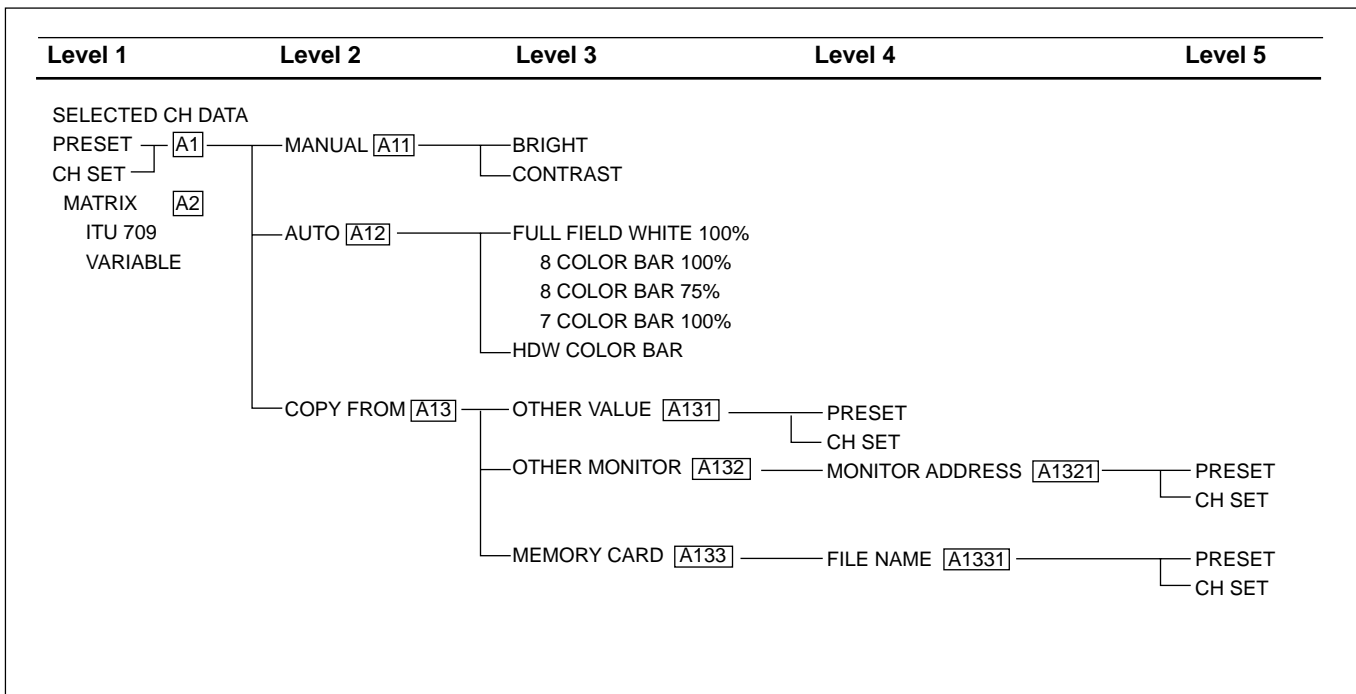 Level 1 Level 2 Level 3 Level 4 Level 5
SELECTED CH DATA
PRESET A1 MANUAL A11 BRIGHT
CH SET CONTRAST
MATRIX A2
ITU 709 AUTO A12 FULL FIELD WHITE 100%
VARIABLE 8 COLOR BAR 100%
8 COLOR BAR 75%
7 COLOR BAR 100%
HDW COLOR BAR
COPY FROM A13 OTHER VALUE A131 PRESET
CH SET
OTHER MONITOR A132 MONITOR ADDRESS A1321 PRESET
CH SET
MEMORY CARD A133 FILE NAME A1331 PRESET
CH SET